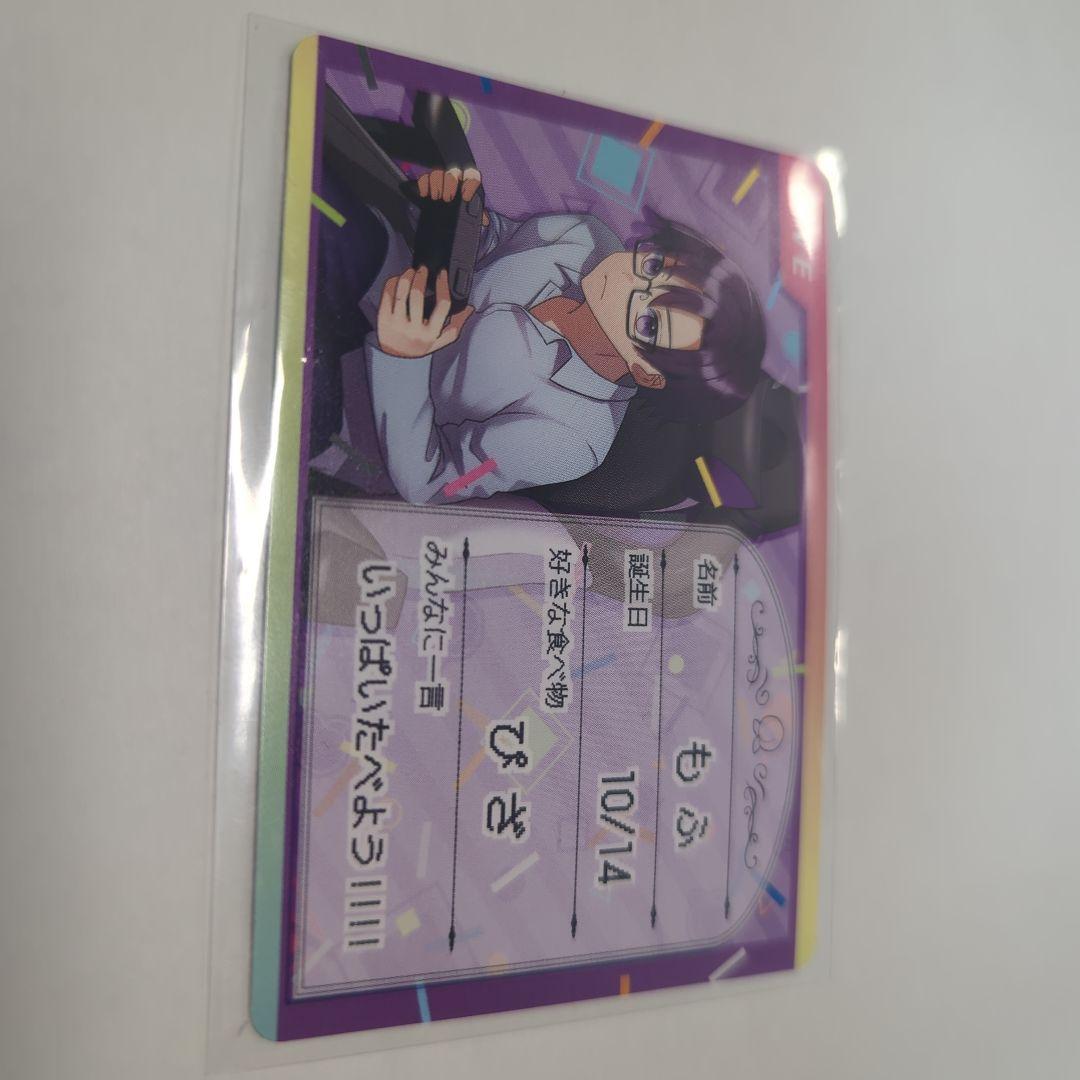 名前
もふ
誕生日
10/14
好きな食べ物
ぴざ
みんなに一言
いっぱいたべよう!!!!!